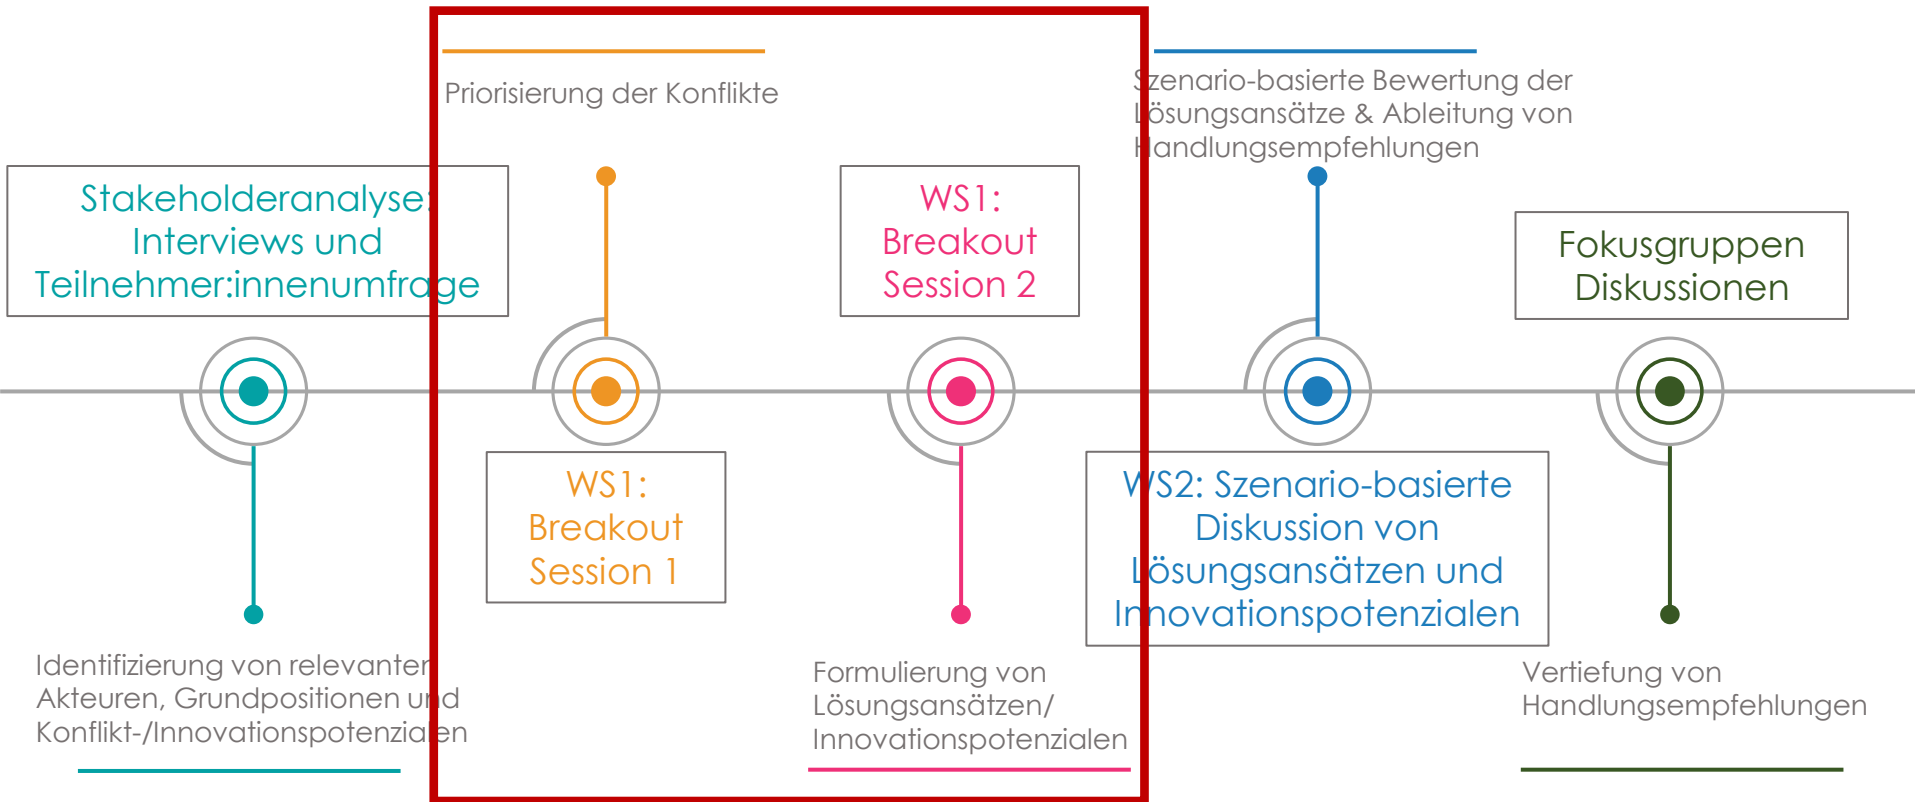 Priorisierung der Konflikte
Szenario-basierte Bewertung der
Lösungsansätze & Ableitung von
Handlungsempfehlungen
Stakeholderanalyse:
Interviews und
Teilnehmer:innenumfrage
WS1:
Breakout
Session 2
Fokusgruppen
Diskussionen
WS1:
Breakout
Session 1
WS2: Szenario-basierte
Diskussion von
Lösungsansätzen und
Innovationspotenzialen
Identifizierung von relevanten
Akteuren, Grundpositionen und
Konflikt-/Innovationspotenzialen
Formulierung von
Lösungsansätzen/
Innovationspotenzialen
Vertiefung von
Handlungsempfehlungen